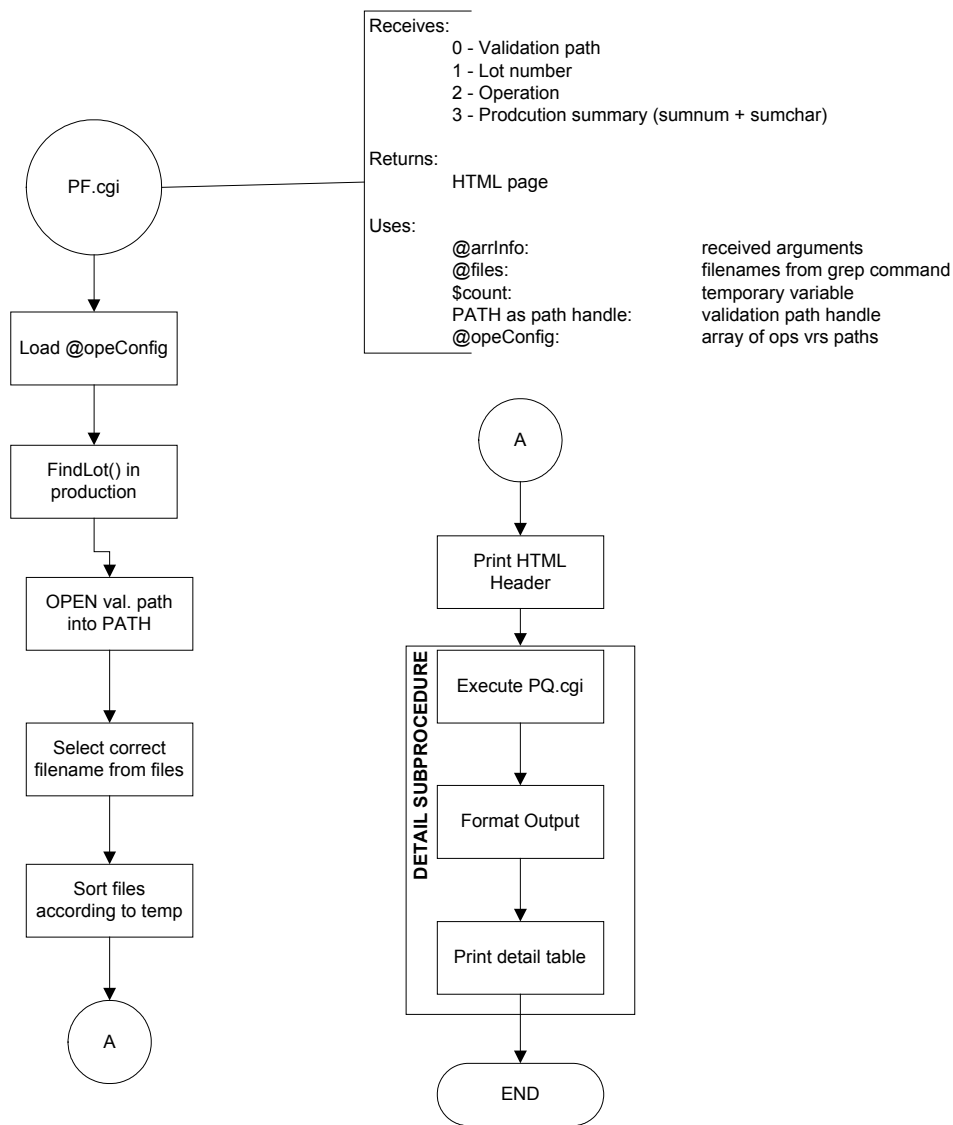 Receives:
0 - Validation path
1 - Lot number
2 - Operation
3 - Prodcution summary (sumnum + sumchar)
Returns:
HTML page
Uses:
@arrInfo: received arguments
@files: filenames from grep command
$count: temporary variable
PATH as path handle: validation path handle
@opeConfig: array of ops vrs paths
PF.cgi
Load @opeConfig
FindLot() in
production
OPEN val. path
into PATH
Select correct
filename from files
Sort files
according to temp
A
A
Print HTML
Header
DETAIL SUBPROCEDURE
Execute PQ.cgi
Format Output
Print detail table
END